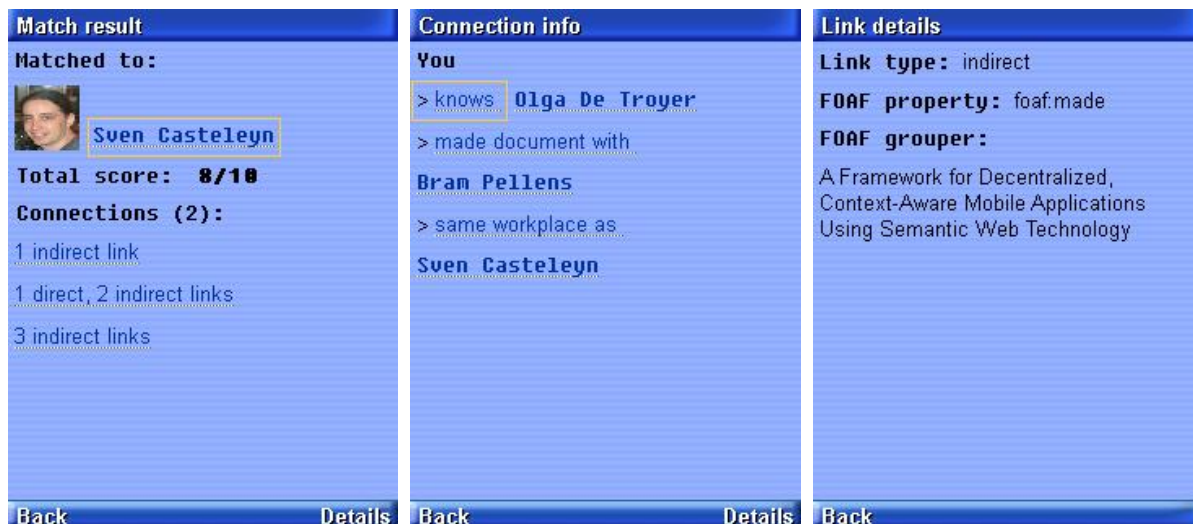 Match result
Matched to:
Sven Casteleyn
Total score: 8/10
Connections (2):
1 indirect link
1 direct, 2 indirect links
3 indirect links
Back Details
Connection info
You
> knows Olga De Troyer
> made document with
Bram Pellens
> same workplace as
Sven Casteleyn
Back Details
Link details
Link type: indirect
FOAF property: foaf:made
FOAF grouper:
A Framework for Decentralized,
Context-Aware Mobile Applications
Using Semantic Web Technology
Back